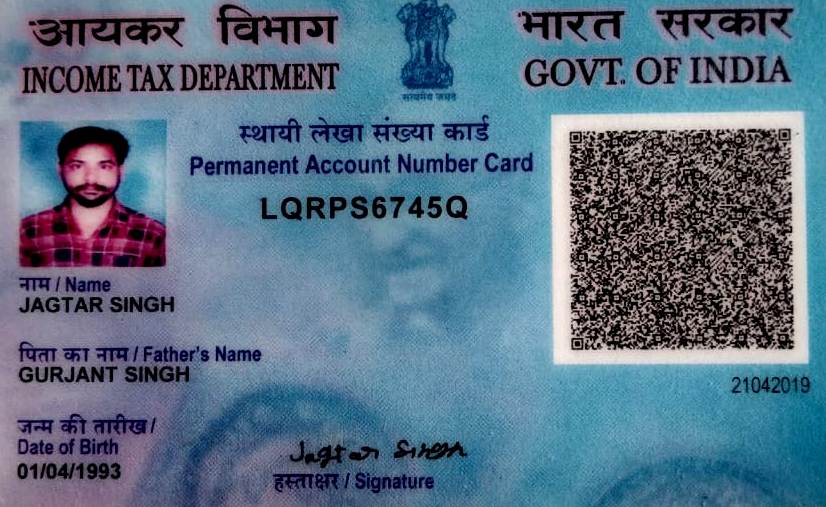 आयकर विभाग
INCOME TAX DEPARTMENT
भारत सरकार
GOVT. OF INDIA
सत्यमेव जयते
स्थायी लेखा संख्या कार्ड
Permanent Account Number Card
LQRPS6745Q
नाम / Name
JAGTAR SINGH
पिता का नाम / Father's Name
GURJANT SINGH
21042019
जन्म की तारीख /
Date of Birth
01/04/1993
Jagtar Singh
हस्ताक्षर / Signature